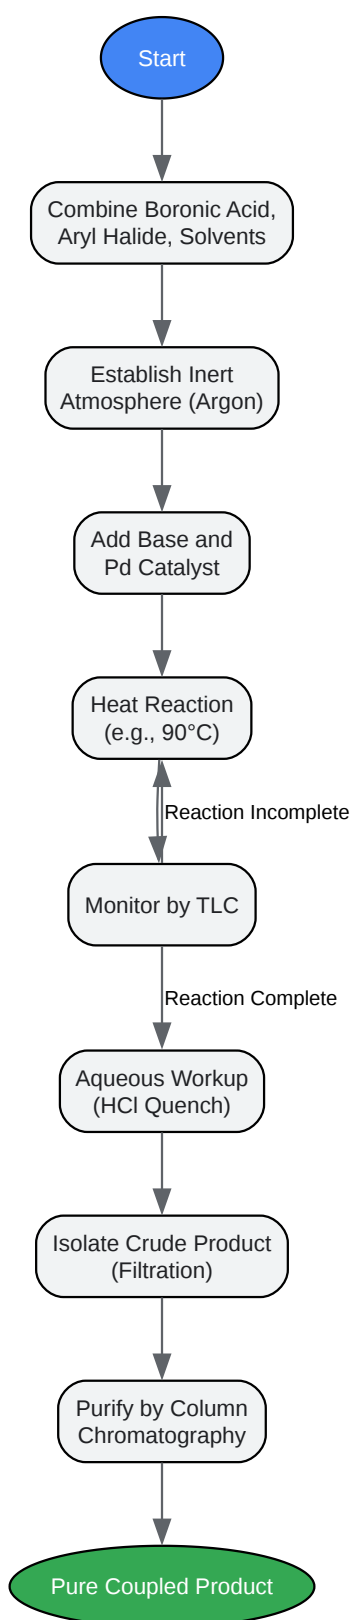 Start
Combine Boronic Acid,
Aryl Halide, Solvents
Establish Inert
Atmosphere (Argon)
Add Base and
Pd Catalyst
Heat Reaction
(e.g., 90°C)
Reaction Incomplete
Monitor by TLC
Reaction Complete
Aqueous Workup
(HCl Quench)
Isolate Crude Product
(Filtration)
Purify by Column
Chromatography
Pure Coupled Product